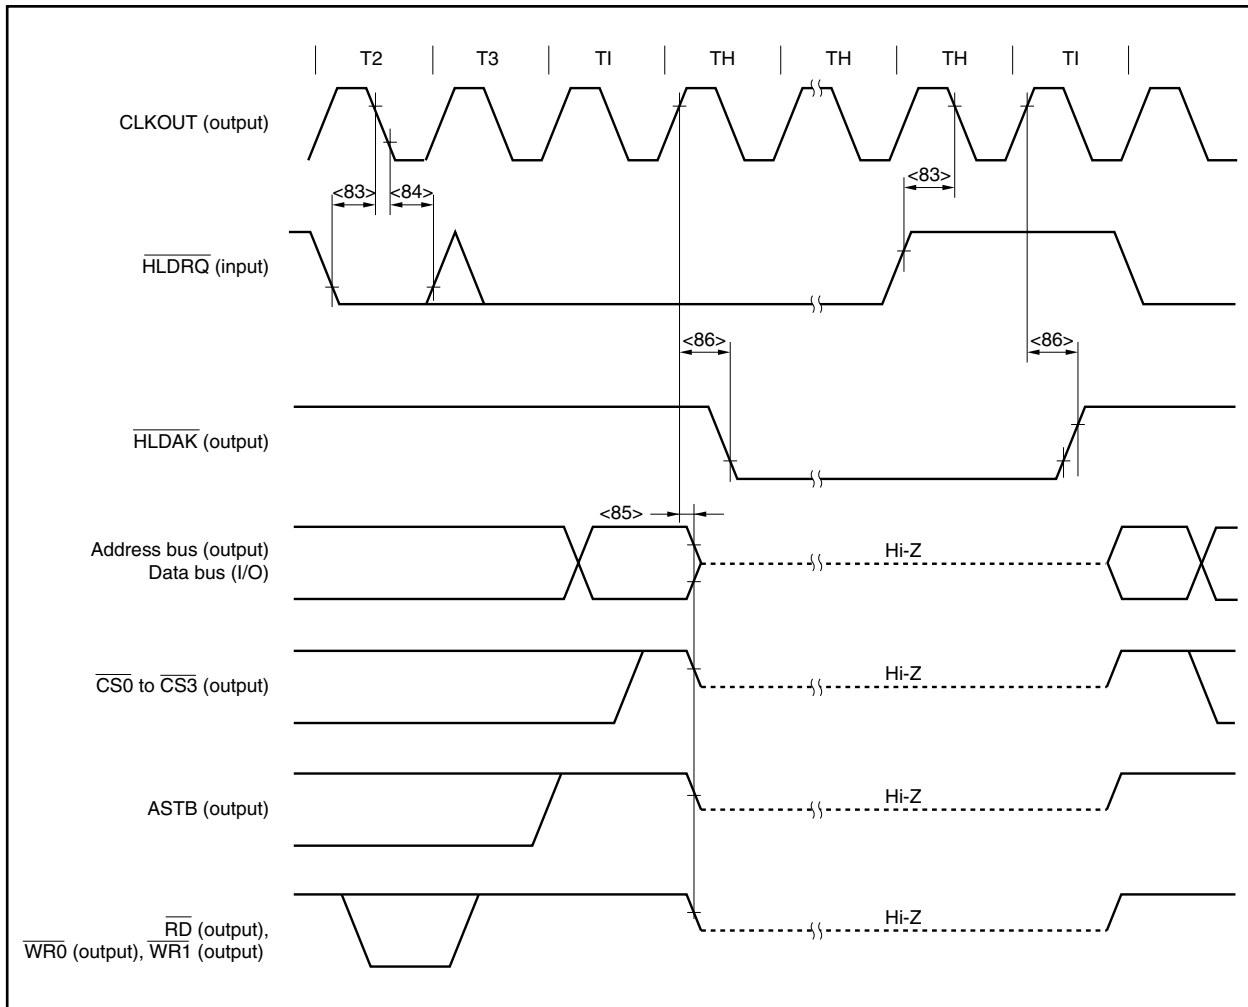 T2 T3 TI TH TH TH TI
CLKOUT (output)
<83> <84> <83>
HLDRQ (input)
<86> <86>
HLDAK (output)
<85>
Address bus (output)
Data bus (I/O)
Hi-Z
CS0 to CS3 (output)
Hi-Z
ASTB (output)
Hi-Z
RD (output),
WR0 (output), WR1 (output)
Hi-Z